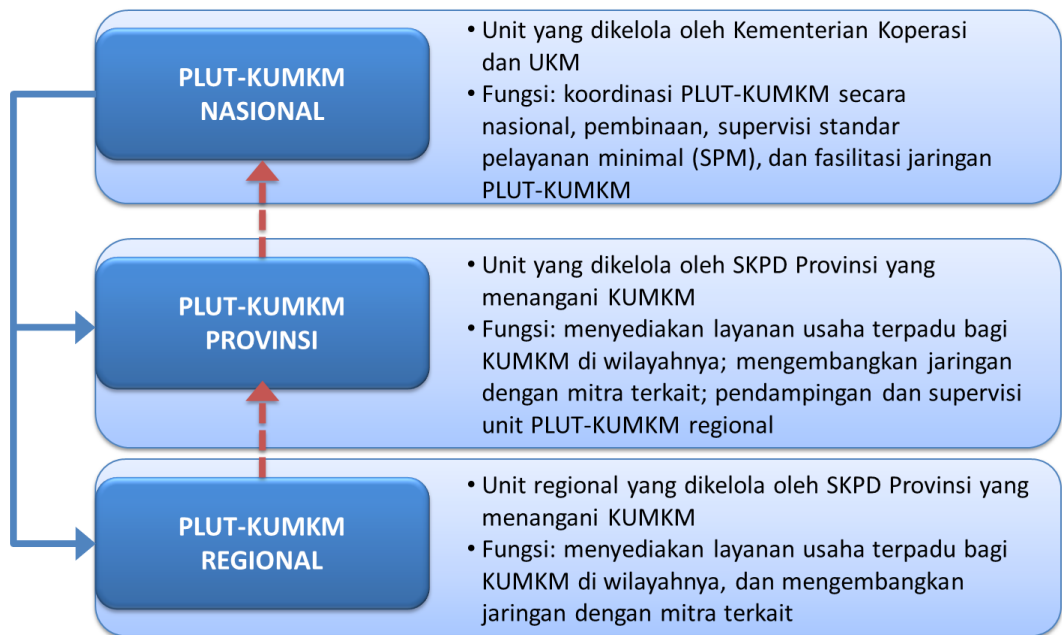 PLUT-KUMKM
NASIONAL
• Unit yang dikelola oleh Kementerian Koperasi
dan UKM
• Fungsi: koordinasi PLUT-KUMKM secara
nasional, pembinaan, supervisi standar
pelayanan minimal (SPM), dan fasilitasi jaringan
PLUT-KUMKM
PLUT-KUMKM
PROVINSI
• Unit yang dikelola oleh SKPD Provinsi yang
menangani KUMKM
• Fungsi: menyediakan layanan usaha terpadu bagi
KUMKM di wilayahnya; mengembangkan jaringan
dengan mitra terkait; pendampingan dan supervisi
unit PLUT-KUMKM regional
PLUT-KUMKM
REGIONAL
• Unit regional yang dikelola oleh SKPD Provinsi yang
menangani KUMKM
• Fungsi: menyediakan layanan usaha terpadu bagi
KUMKM di wilayahnya, dan mengembangkan
jaringan dengan mitra terkait